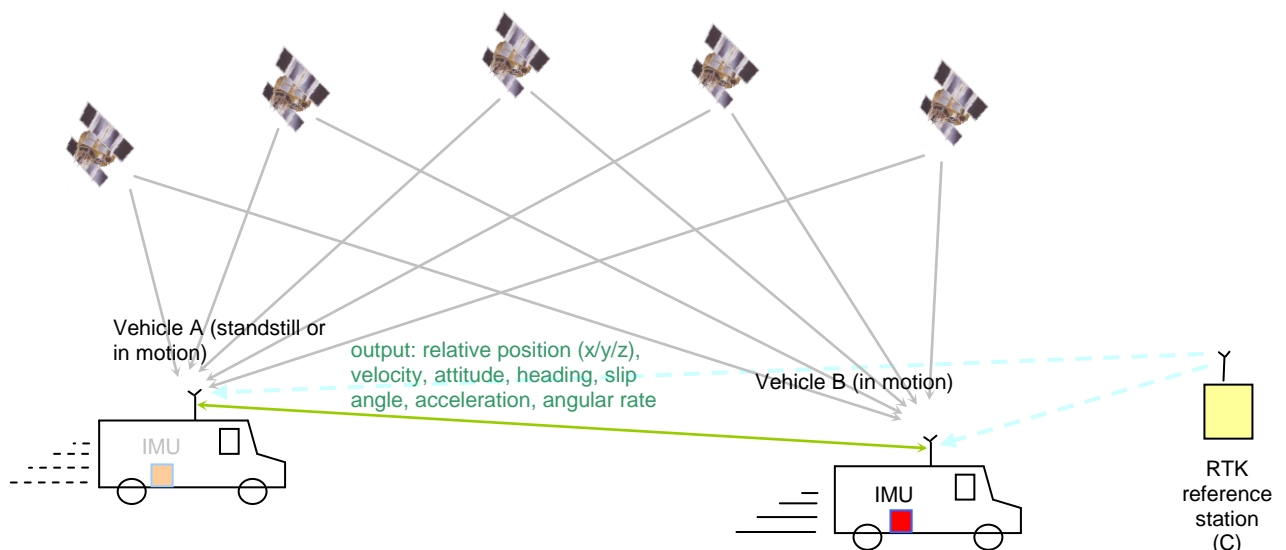 Vehicle A (standstill or
in motion)
output: relative position (x/y/z),
velocity, attitude, heading, slip
angle, acceleration, angular rate
Vehicle B (in motion)
IMU
IMU
RTK
reference
station
(C)